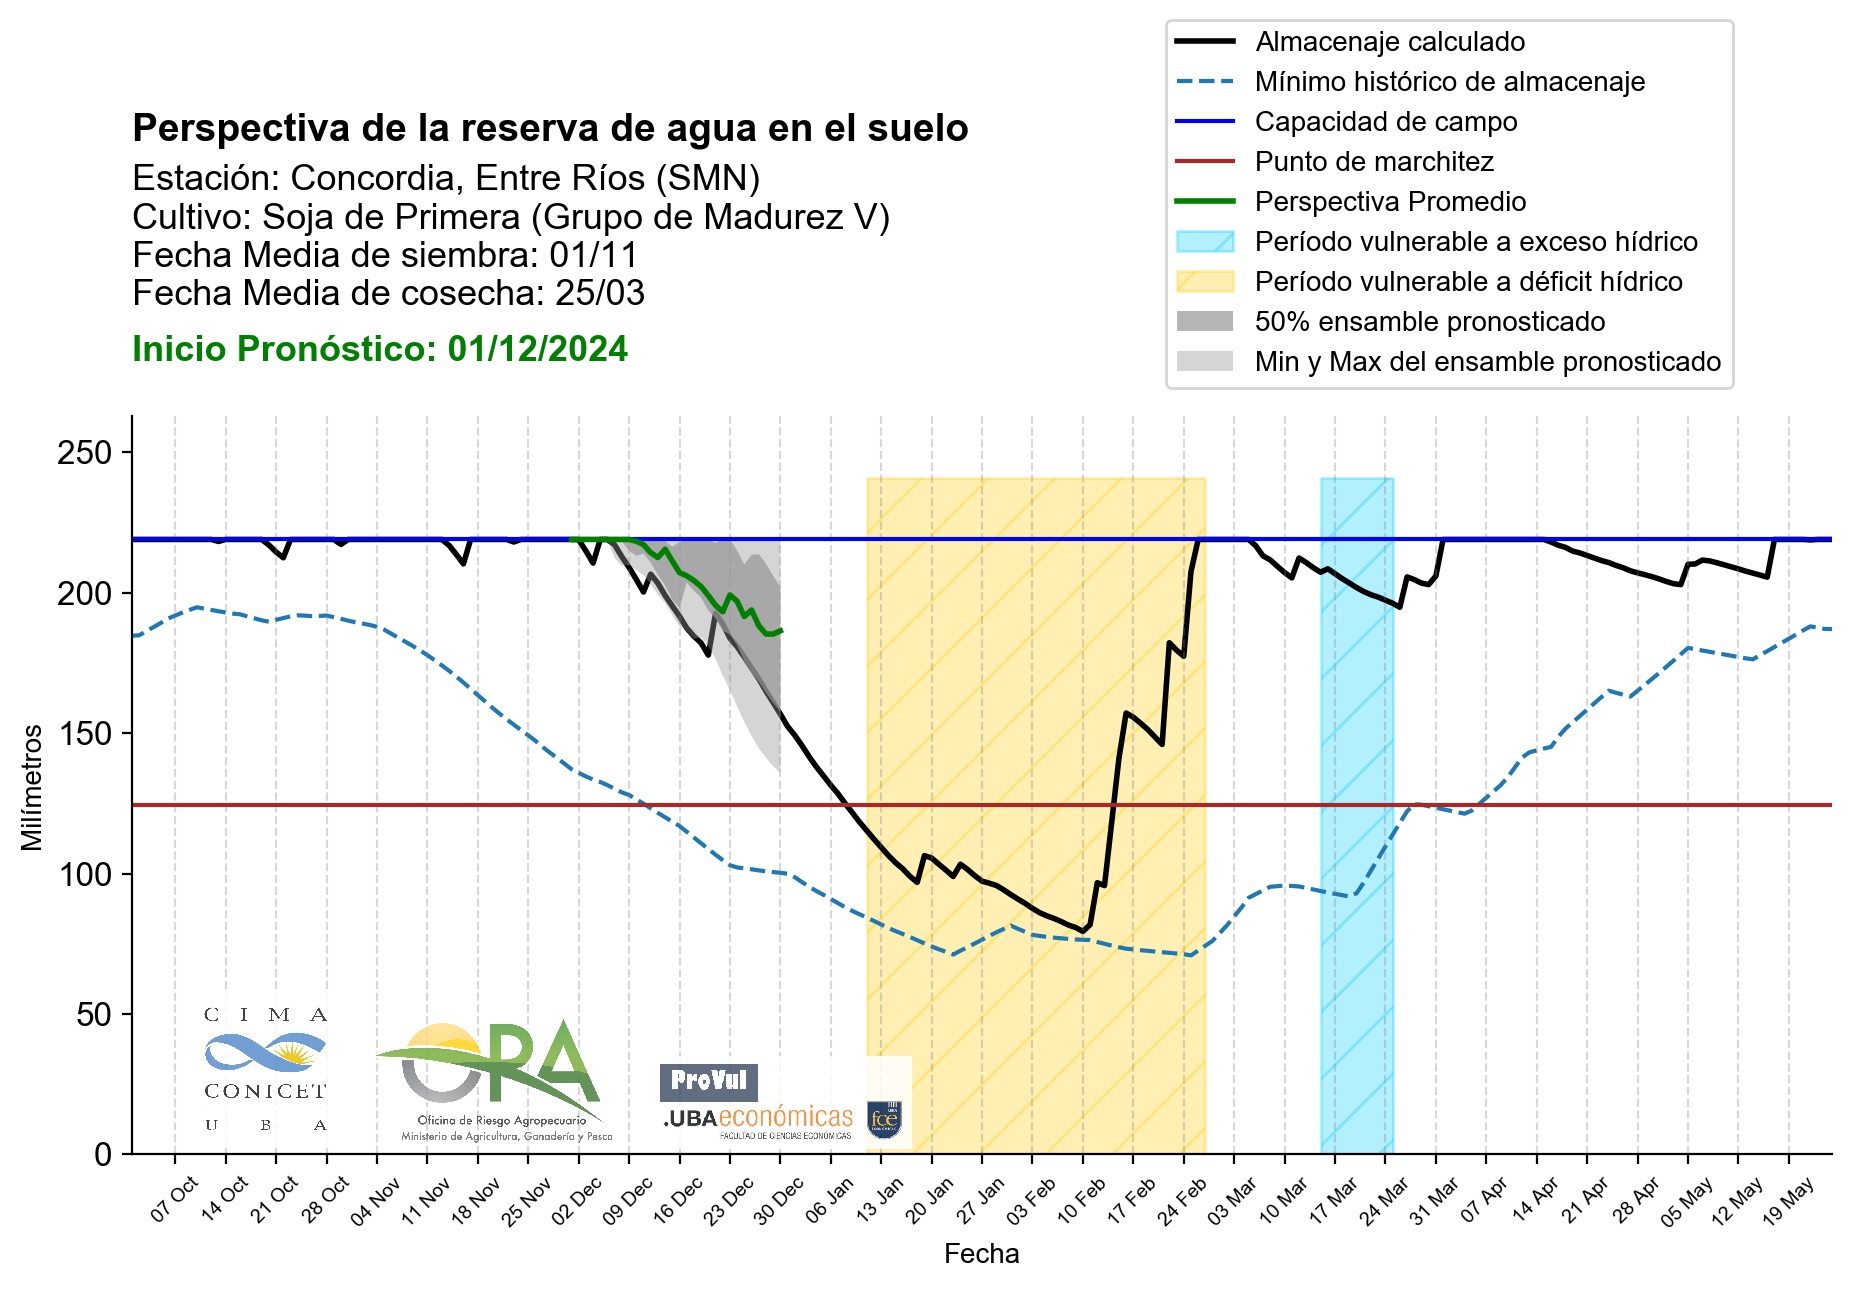 Almacenaje calculado
Mínimo histórico de almacenaje
Capacidad de campo
Punto de marchitez
Perspectiva Promedio
Período vulnerable a exceso hídrico
Período vulnerable a déficit hídrico
50% ensamble pronosticado
Min y Max del ensamble pronosticado
Perspectiva de la reserva de agua en el suelo
Estación: Concordia, Entre Ríos (SMN)
Cultivo: Soja de Primera (Grupo de Madurez V)
Fecha Media de siembra: 01/11
Fecha Media de cosecha: 25/03
Inicio Pronóstico: 01/12/2024
250
200
150
100
50
0
Milímetros
CIMA
CONICET
UBA
OPA
Oficina de Riesgo Agropecuario
Ministerio de Agricultura, Ganadería y Pesca
ProVul
.UBAeconómicas
FACULTAD DE CIENCIAS ECONÓMICAS
UBA
fce
07 Oct
14 Oct
21 Oct
28 Oct
04 Nov
11 Nov
18 Nov
25 Nov
02 Dec
09 Dec
16 Dec
23 Dec
30 Dec
06 Jan
13 Jan
20 Jan
27 Jan
03 Feb
10 Feb
17 Feb
24 Feb
03 Mar
10 Mar
17 Mar
24 Mar
31 Mar
07 Apr
14 Apr
21 Apr
28 Apr
05 May
12 May
19 May
Fecha